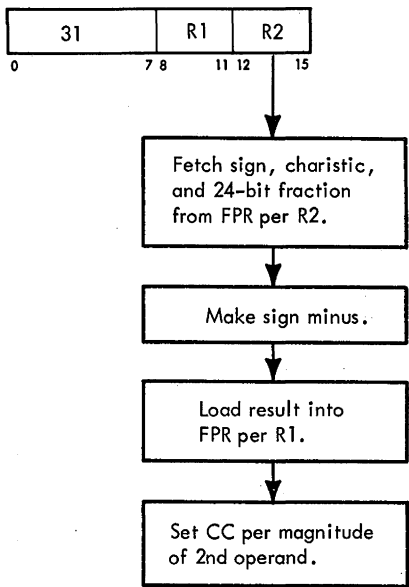 31 R1 R2
0 7 8 11 12 15
Fetch sign, charistic,
and 24-bit fraction
from FPR per R2.
Make sign minus.
Load result into
FPR per R1.
Set CC per magnitude
of 2nd operand.